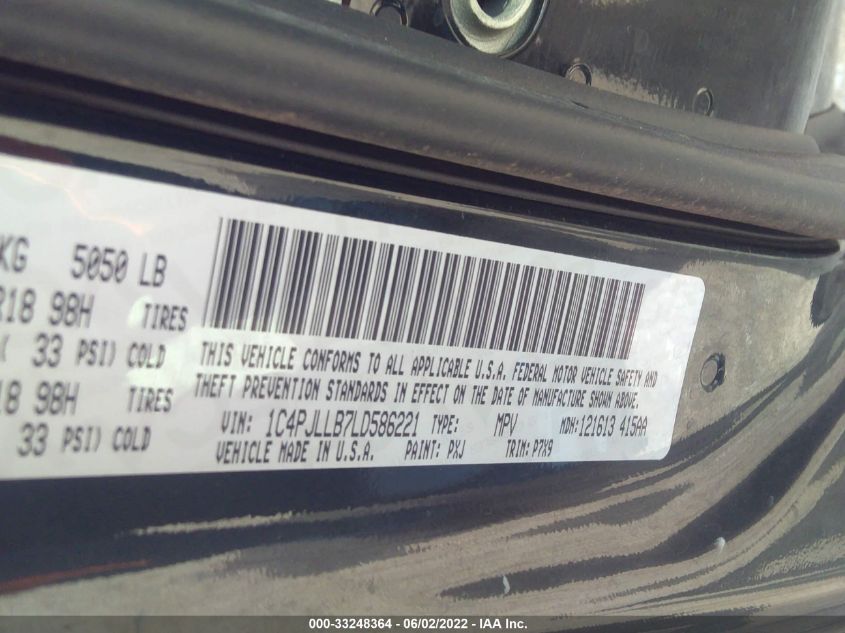 KG 5050 LB
R18 98H TIRES
( 33 PSI) COLD
18 98H TIRES
33 PSI) COLD
THIS VEHICLE CONFORMS TO ALL APPLICABLE U.S.A. FEDERAL MOTOR VEHICLE SAFETY AND
THEFT PREVENTION STANDARDS IN EFFECT ON THE DATE OF MANUFACTURE SHOWN ABOVE.
VIN: 1C4PJLLB7LD586221 TYPE: MPV MDH:121613 415AA
VEHICLE MADE IN U.S.A. PAINT: PXJ TRIM: P7X9
000-33248364 - 06/02/2022 - IAA Inc.